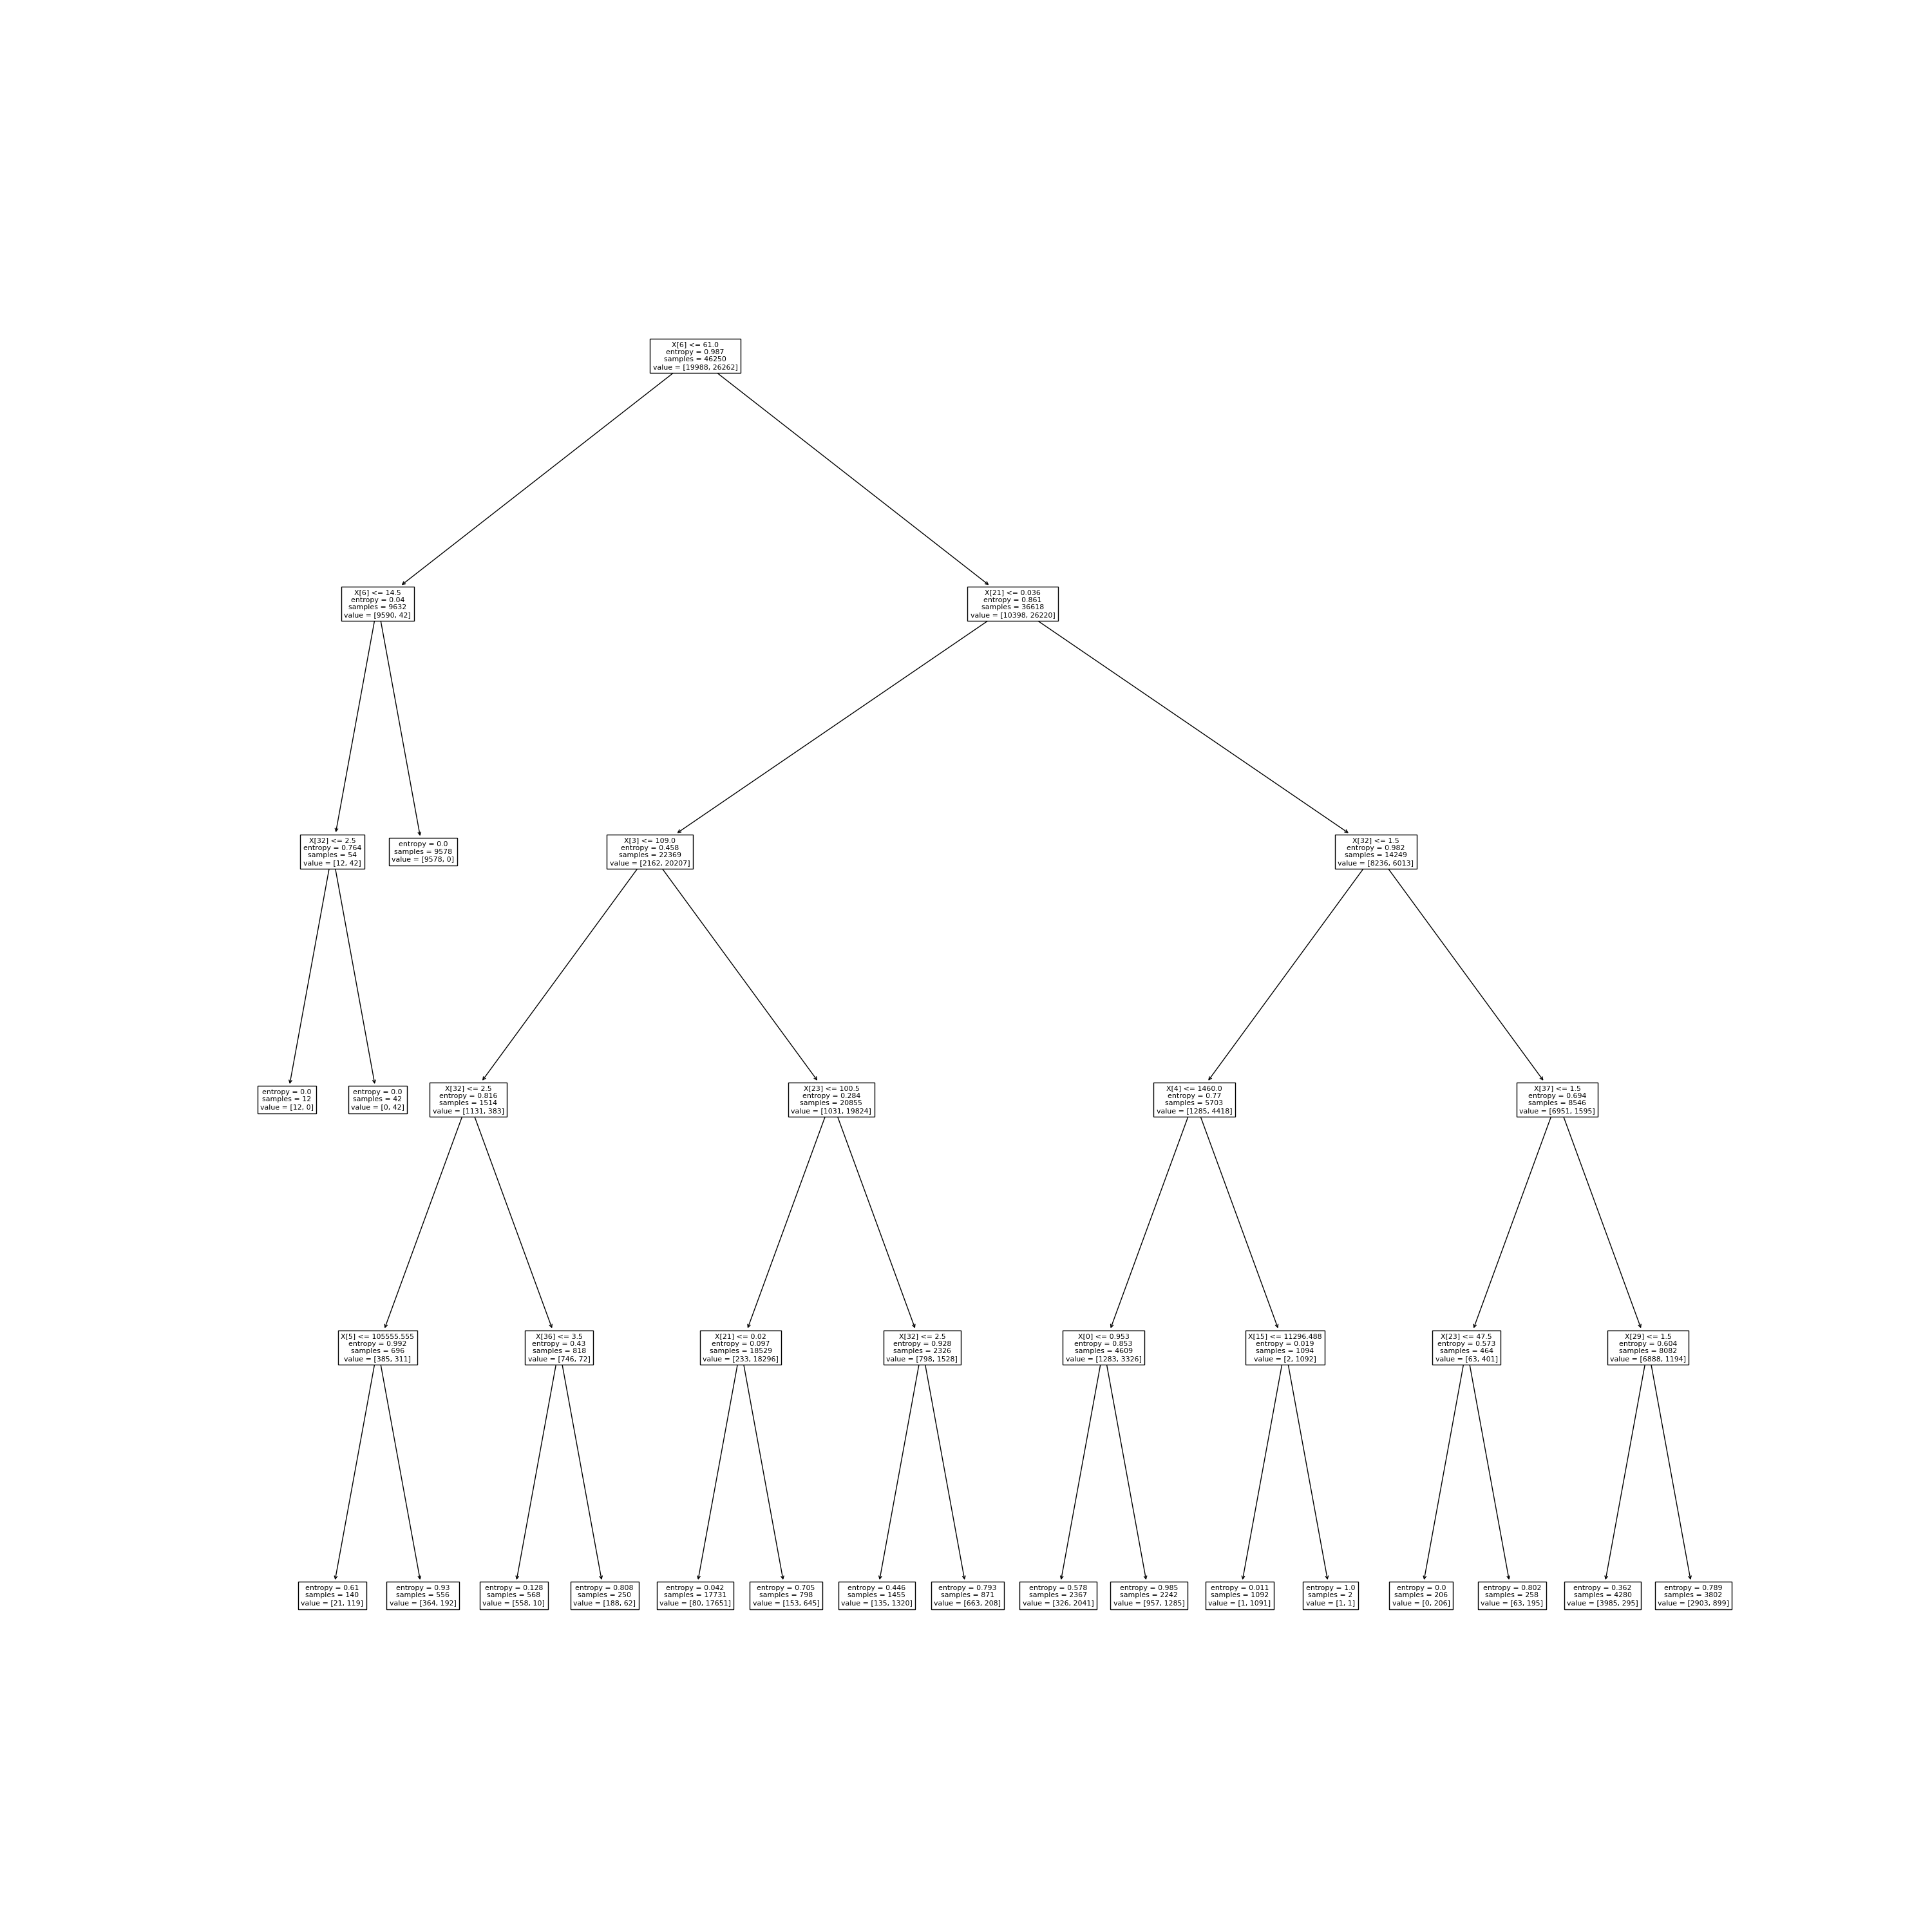 X[6] <= 61.0
entropy = 0.987
samples = 46250
value = [19988, 26262]
X[6] <= 14.5
entropy = 0.04
samples = 9632
value = [9590, 42]
X[21] <= 0.036
entropy = 0.861
samples = 36618
value = [10398, 26220]
X[32] <= 2.5
entropy = 0.764
samples = 54
value = [12, 42]
entropy = 0.0
samples = 9578
value = [9578, 0]
X[3] <= 109.0
entropy = 0.458
samples = 22369
value = [2162, 20207]
X[32] <= 1.5
entropy = 0.982
samples = 14249
value = [8236, 6013]
entropy = 0.0
samples = 12
value = [12, 0]
entropy = 0.0
samples = 42
value = [0, 42]
X[32] <= 2.5
entropy = 0.816
samples = 1514
value = [1131, 383]
X[23] <= 100.5
entropy = 0.284
samples = 20855
value = [1031, 19824]
X[4] <= 1460.0
entropy = 0.77
samples = 5703
value = [1285, 4418]
X[37] <= 1.5
entropy = 0.694
samples = 8546
value = [6951, 1595]
X[5] <= 105555.555
entropy = 0.992
samples = 696
value = [385, 311]
X[36] <= 3.5
entropy = 0.43
samples = 818
value = [746, 72]
X[21] <= 0.02
entropy = 0.097
samples = 18529
value = [233, 18296]
X[32] <= 2.5
entropy = 0.928
samples = 2326
value = [798, 1528]
X[0] <= 0.953
entropy = 0.853
samples = 4609
value = [1283, 3326]
X[15] <= 11296.488
entropy = 0.019
samples = 1094
value = [2, 1092]
X[23] <= 47.5
entropy = 0.573
samples = 464
value = [63, 401]
X[29] <= 1.5
entropy = 0.604
samples = 8082
value = [6888, 1194]
entropy = 0.61
samples = 140
value = [21, 119]
entropy = 0.93
samples = 556
value = [364, 192]
entropy = 0.128
samples = 568
value = [558, 10]
entropy = 0.808
samples = 250
value = [188, 62]
entropy = 0.042
samples = 17731
value = [80, 17651]
entropy = 0.705
samples = 798
value = [153, 645]
entropy = 0.446
samples = 1455
value = [135, 1320]
entropy = 0.793
samples = 871
value = [663, 208]
entropy = 0.578
samples = 2367
value = [326, 2041]
entropy = 0.985
samples = 2242
value = [957, 1285]
entropy = 0.011
samples = 1092
value = [1, 1091]
entropy = 1.0
samples = 2
value = [1, 1]
entropy = 0.0
samples = 206
value = [0, 206]
entropy = 0.802
samples = 258
value = [63, 195]
entropy = 0.362
samples = 4280
value = [3985, 295]
entropy = 0.789
samples = 3802
value = [2903, 899]